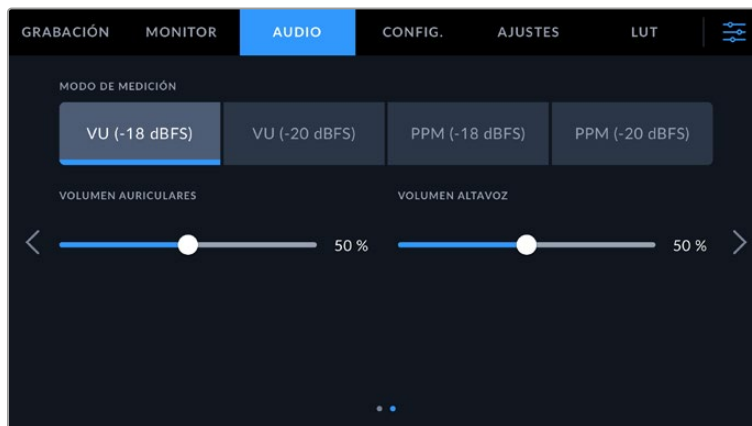 GRABACIÓN MONITOR AUDIO CONFIG. AJUSTES LUT
MODO DE MEDICIÓN
VU (-18 dBFS) VU (-20 dBFS) PPM (-18 dBFS) PPM (-20 dBFS)
VOLUMEN AURICULARES VOLUMEN ALTAVOZ
50 % 50 %